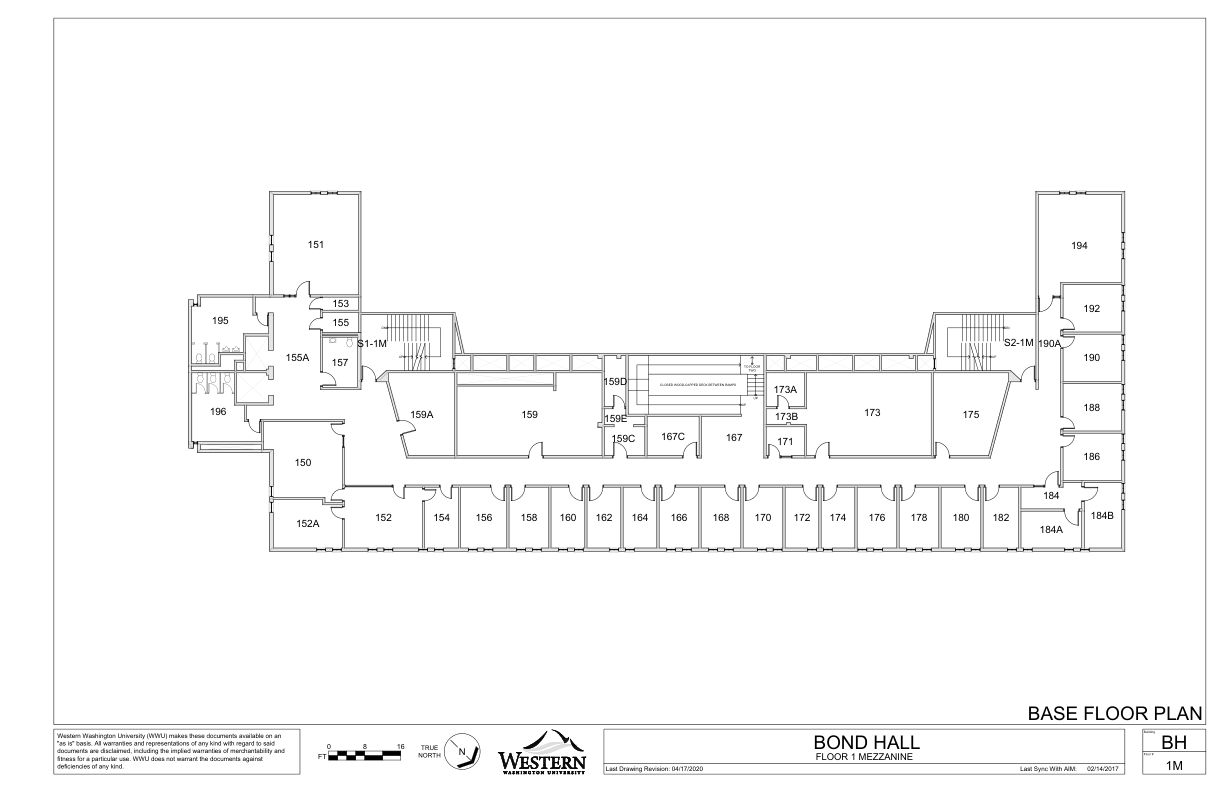 151
194
153
195
155
192
S1-1M
S2-1M
190A
155A
157
190
TO FLOOR
TWO
159D
CLOSED WOOD-CAPPED DECK BETWEEN RAMPS
173A
188
196
159A
159
159E
173B
173
175
159C
167C
167
171
UP
186
150
184
152A
152
154
156
158
160
162
164
166
168
170
172
174
176
178
180
182
184A
184B
BASE FLOOR PLAN
Western Washington University (WWU) makes these documents available on an
"as is" basis. All warranties and representations of any kind with regard to said
documents are disclaimed, including the implied warranties of merchantability and
fitness for a particular use. WWU does not warrant the documents against
deficiencies of any kind.
0 8 16
FT
TRUE
NORTH
N
WESTERN
WASHINGTON UNIVERSITY
BOND HALL
FLOOR 1 MEZZANINE
Last Drawing Revision: 04/17/2020
Last Sync With AIM: 02/14/2017
Building
BH
1M